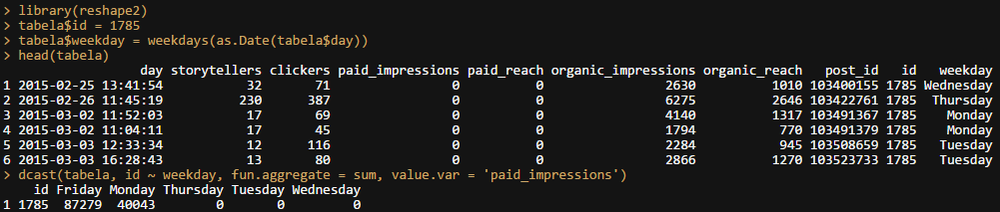 > library(reshape2)
> tabela$id = 1785
> tabela$weekday = weekdays(as.Date(tabela$day))
> head(tabela)
                  day storytellers clickers paid_impressions paid_reach organic_impressions organic_reach   post_id   id   weekday
1 2015-02-25 13:41:54           32       71                0          0                2630          1010 103400155 1785 Wednesday
2 2015-02-26 11:45:19          230      387                0          0                6275          2646 103422761 1785  Thursday
3 2015-03-02 11:52:03           17       69                0          0                4140          1317 103491367 1785    Monday
4 2015-03-02 11:04:11           17       45                0          0                1794           770 103491379 1785    Monday
5 2015-03-03 12:33:34           12      116                0          0                2284           945 103508659 1785   Tuesday
6 2015-03-03 16:28:43           13       80                0          0                2866          1270 103523733 1785   Tuesday
> dcast(tabela, id ~ weekday, fun.aggregate = sum, value.var = 'paid_impressions')
    id Friday Monday Thursday Tuesday Wednesday
1 1785  87279  40043        0       0         0